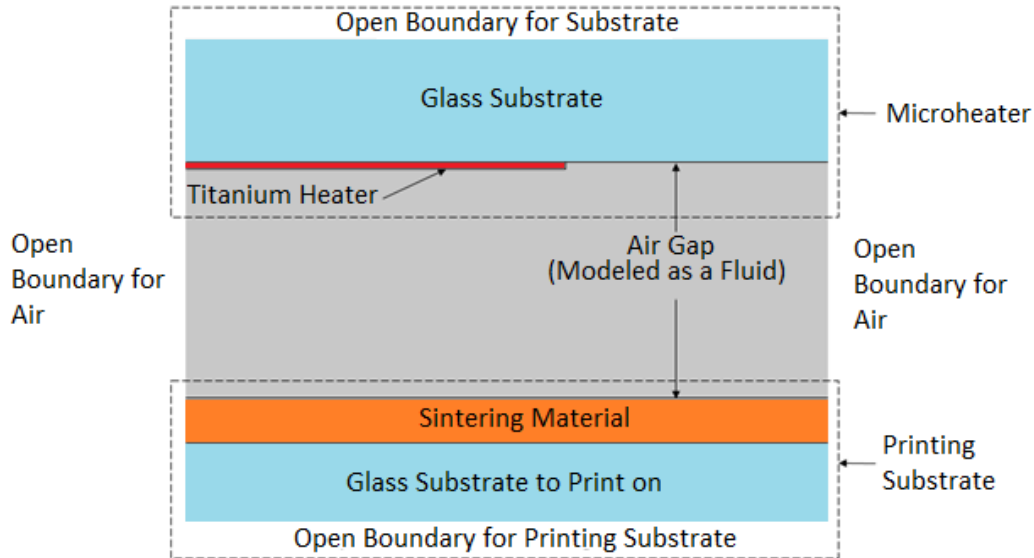 Open Boundary for Substrate
Glass Substrate
Microheater
Titanium Heater
Open
Boundary for
Air
Air Gap
(Modeled as a Fluid)
Open
Boundary for
Air
Sintering Material
Glass Substrate to Print on
Printing
Substrate
Open Boundary for Printing Substrate